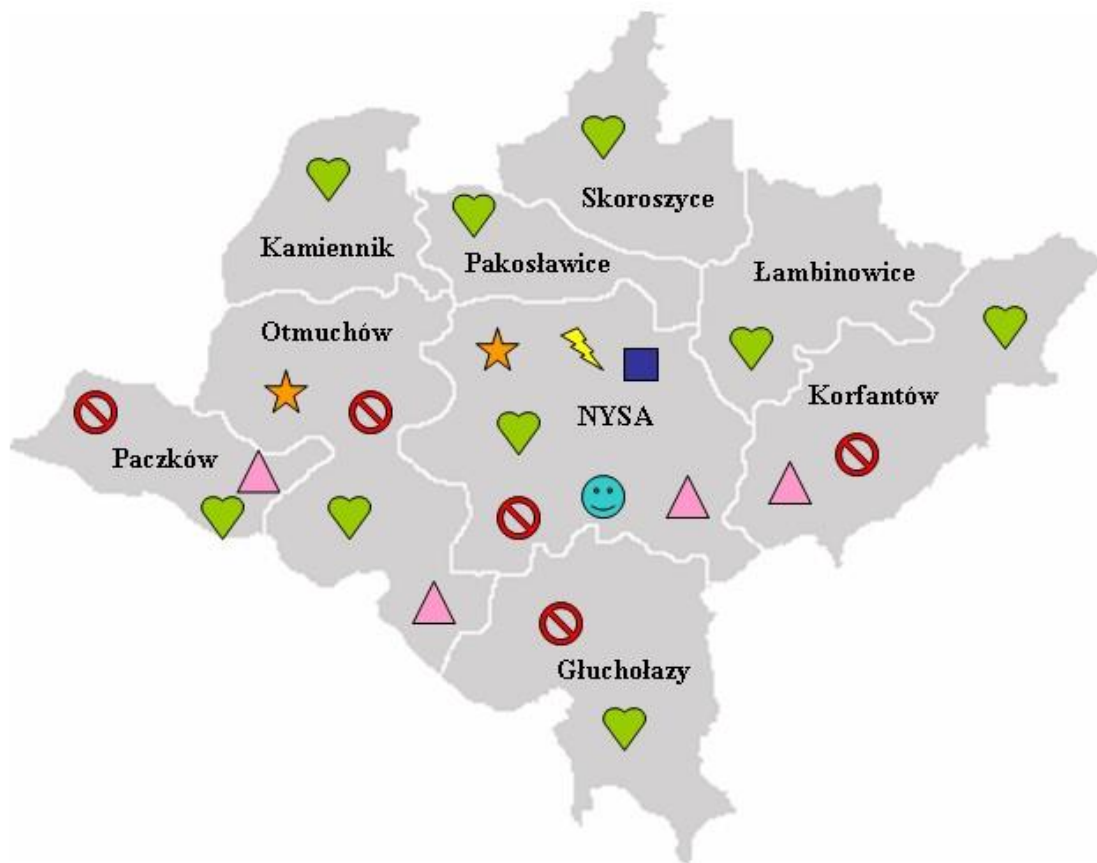 Skoroszyce
Kamiennik
Pakosławice
Łambinowice
Otmuchów
Korfantów
NYSA
Paczków
Głuchołazy